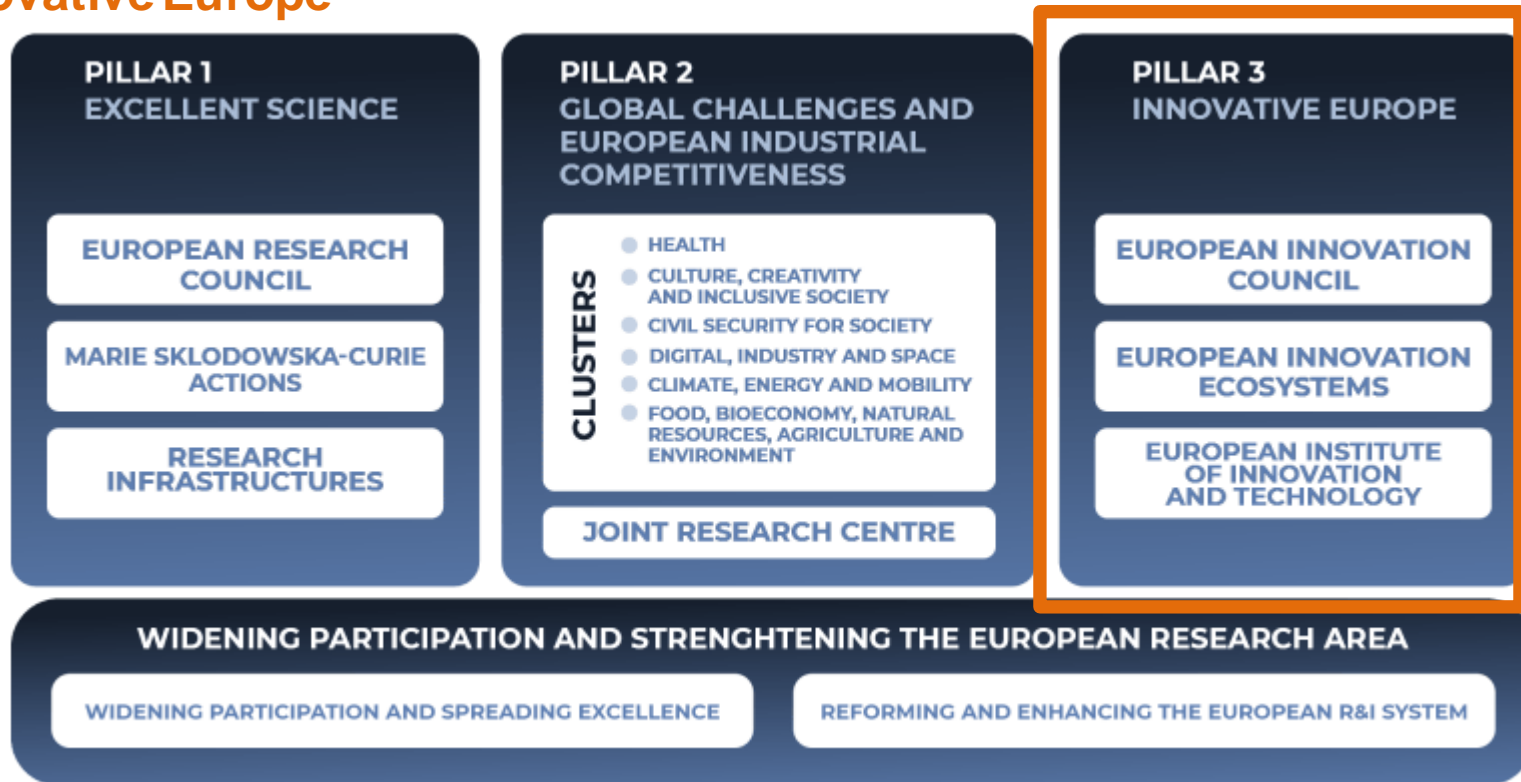 ovative Europe
PILLAR 1
EXCELLENT SCIENCE
EUROPEAN RESEARCH
COUNCIL
MARIE SKLODOWSKA-CURIE
ACTIONS
RESEARCH
INFRASTRUCTURES
PILLAR 2
GLOBAL CHALLENGES AND
EUROPEAN INDUSTRIAL
COMPETITIVENESS
CLUSTERS
HEALTH
CULTURE, CREATIVITY
AND INCLUSIVE SOCIETY
CIVIL SECURITY FOR SOCIETY
DIGITAL, INDUSTRY AND SPACE
CLIMATE, ENERGY AND MOBILITY
FOOD, BIOECONOMY, NATURAL
RESOURCES, AGRICULTURE AND
ENVIRONMENT
JOINT RESEARCH CENTRE
PILLAR 3
INNOVATIVE EUROPE
EUROPEAN INNOVATION
COUNCIL
EUROPEAN INNOVATION
ECOSYSTEMS
EUROPEAN INSTITUTE
OF INNOVATION
AND TECHNOLOGY
WIDENING PARTICIPATION AND STRENGHTENING THE EUROPEAN RESEARCH AREA
WIDENING PARTICIPATION AND SPREADING EXCELLENCE
REFORMING AND ENHANCING THE EUROPEAN R&I SYSTEM